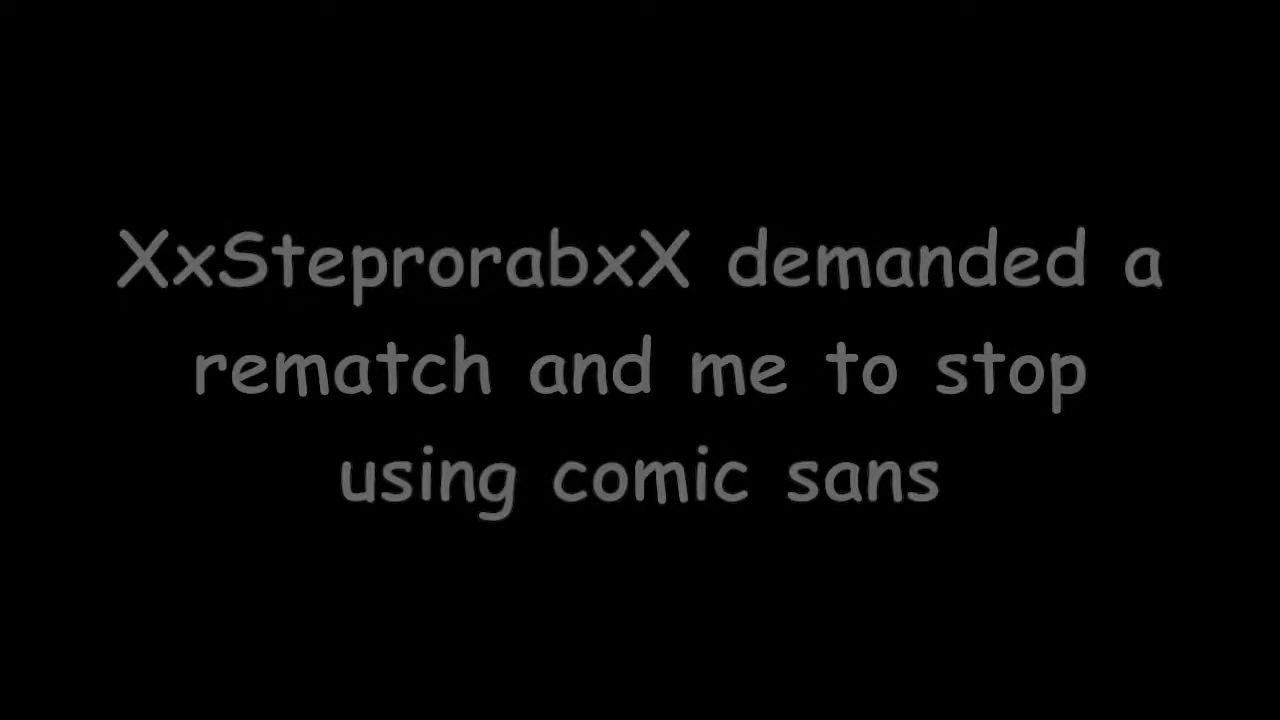 XxSteprorabxX demanded a
rematch and me to stop
using comic sans